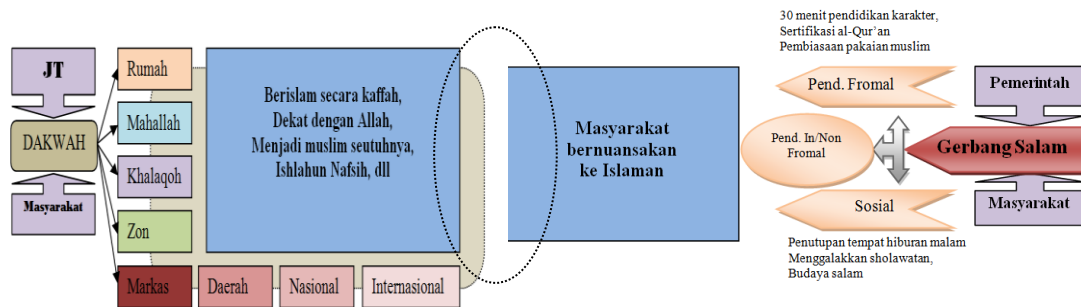 JT
DAKWAH
Masyarakat
Rumah
Mahallah
Khalaqoh
Zon
Markas
Daerah
Nasional
Internasional
Berislam secara kaffah,
Dekat dengan Allah,
Menjadi muslim seutuhnya,
Ishlahun Nafsih, dll
Masyarakat
bernuansakan
ke Islaman
30 menit pendidikan karakter,
Sertifikasi al-Qur’an
Pembiasaan pakaian muslim
Pend. Fromal
Pend. In/Non
Fromal
Sosial
Penutupan tempat hiburan malam
Menggalakkan sholawatan,
Budaya salam
Pemerintah
Gerbang Salam
Masyarakat